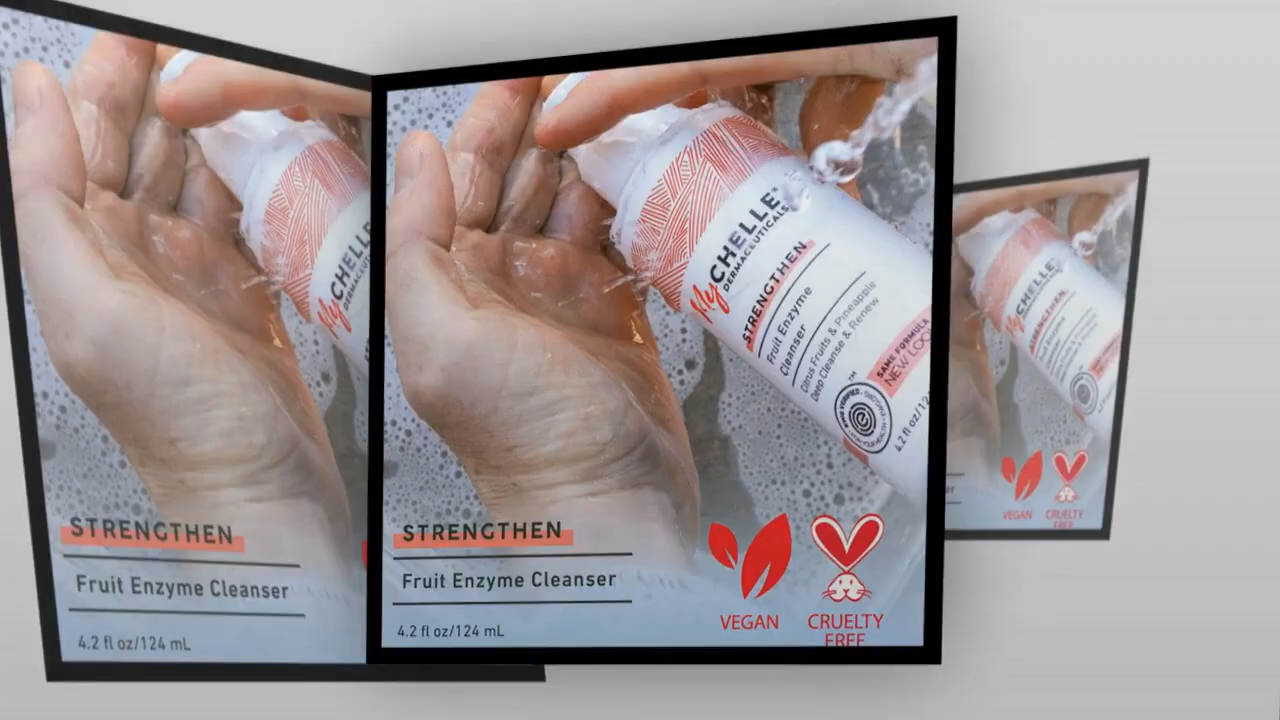 STRENGTHEN
Fruit Enzyme Cleanser
4.2 fl oz/124 mL
MyCHELLE
DERMACEUTICALS
STRENGTHEN
Fruit Enzyme
Cleanser
Citrus Fruits & Pineapple
Deep Cleanse & Renew
SAME FORMULA
NEW LOOK
4.2 fl oz/124
STRENGTHEN
Fruit Enzyme Cleanser
4.2 fl oz/124 mL
VEGAN
CRUELTY
FREE
MyCHELLE
STRENGTHEN
VEGAN
CRUELTY
FREE